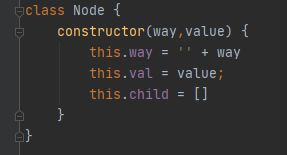 class Node {
constructor(way,value) {
this.way = '' + way
this.val = value;
this.child = []
}
}